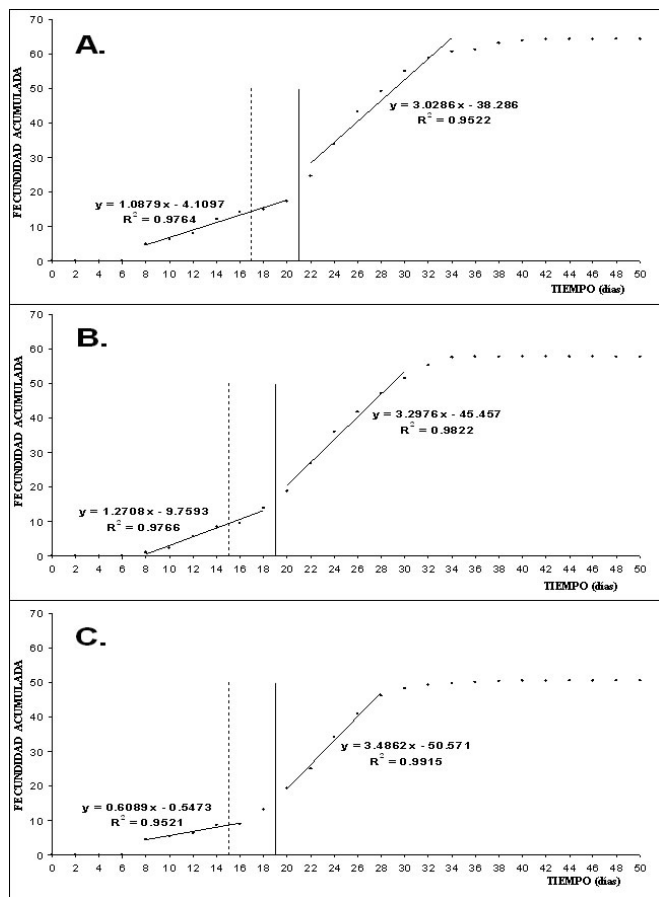 A.
FECUNDIDAD ACUMULADA
70
60
50
40
30
20
10
0
y = 3.0286x - 38.286
R² = 0.9522
y = 1.0879x - 4.1097
R² = 0.9764
0 2 4 6 8 10 12 14 16 18 20 22 24 26 28 30 32 34 36 38 40 42 44 46 48 50
TIEMPO (días)
B.
FECUNDIDAD ACUMULADA
70
60
50
40
30
20
10
0
y = 3.2976x - 45.457
R² = 0.9822
y = 1.2708x - 9.7593
R² = 0.9766
0 2 4 6 8 10 12 14 16 18 20 22 24 26 28 30 32 34 36 38 40 42 44 46 48 50
TIEMPO (días)
C.
FECUNDIDAD ACUMULADA
70
60
50
40
30
20
10
0
y = 3.4862x - 50.571
R² = 0.9915
y = 0.6089x - 0.5473
R² = 0.9521
0 2 4 6 8 10 12 14 16 18 20 22 24 26 28 30 32 34 36 38 40 42 44 46 48 50
TIEMPO (días)